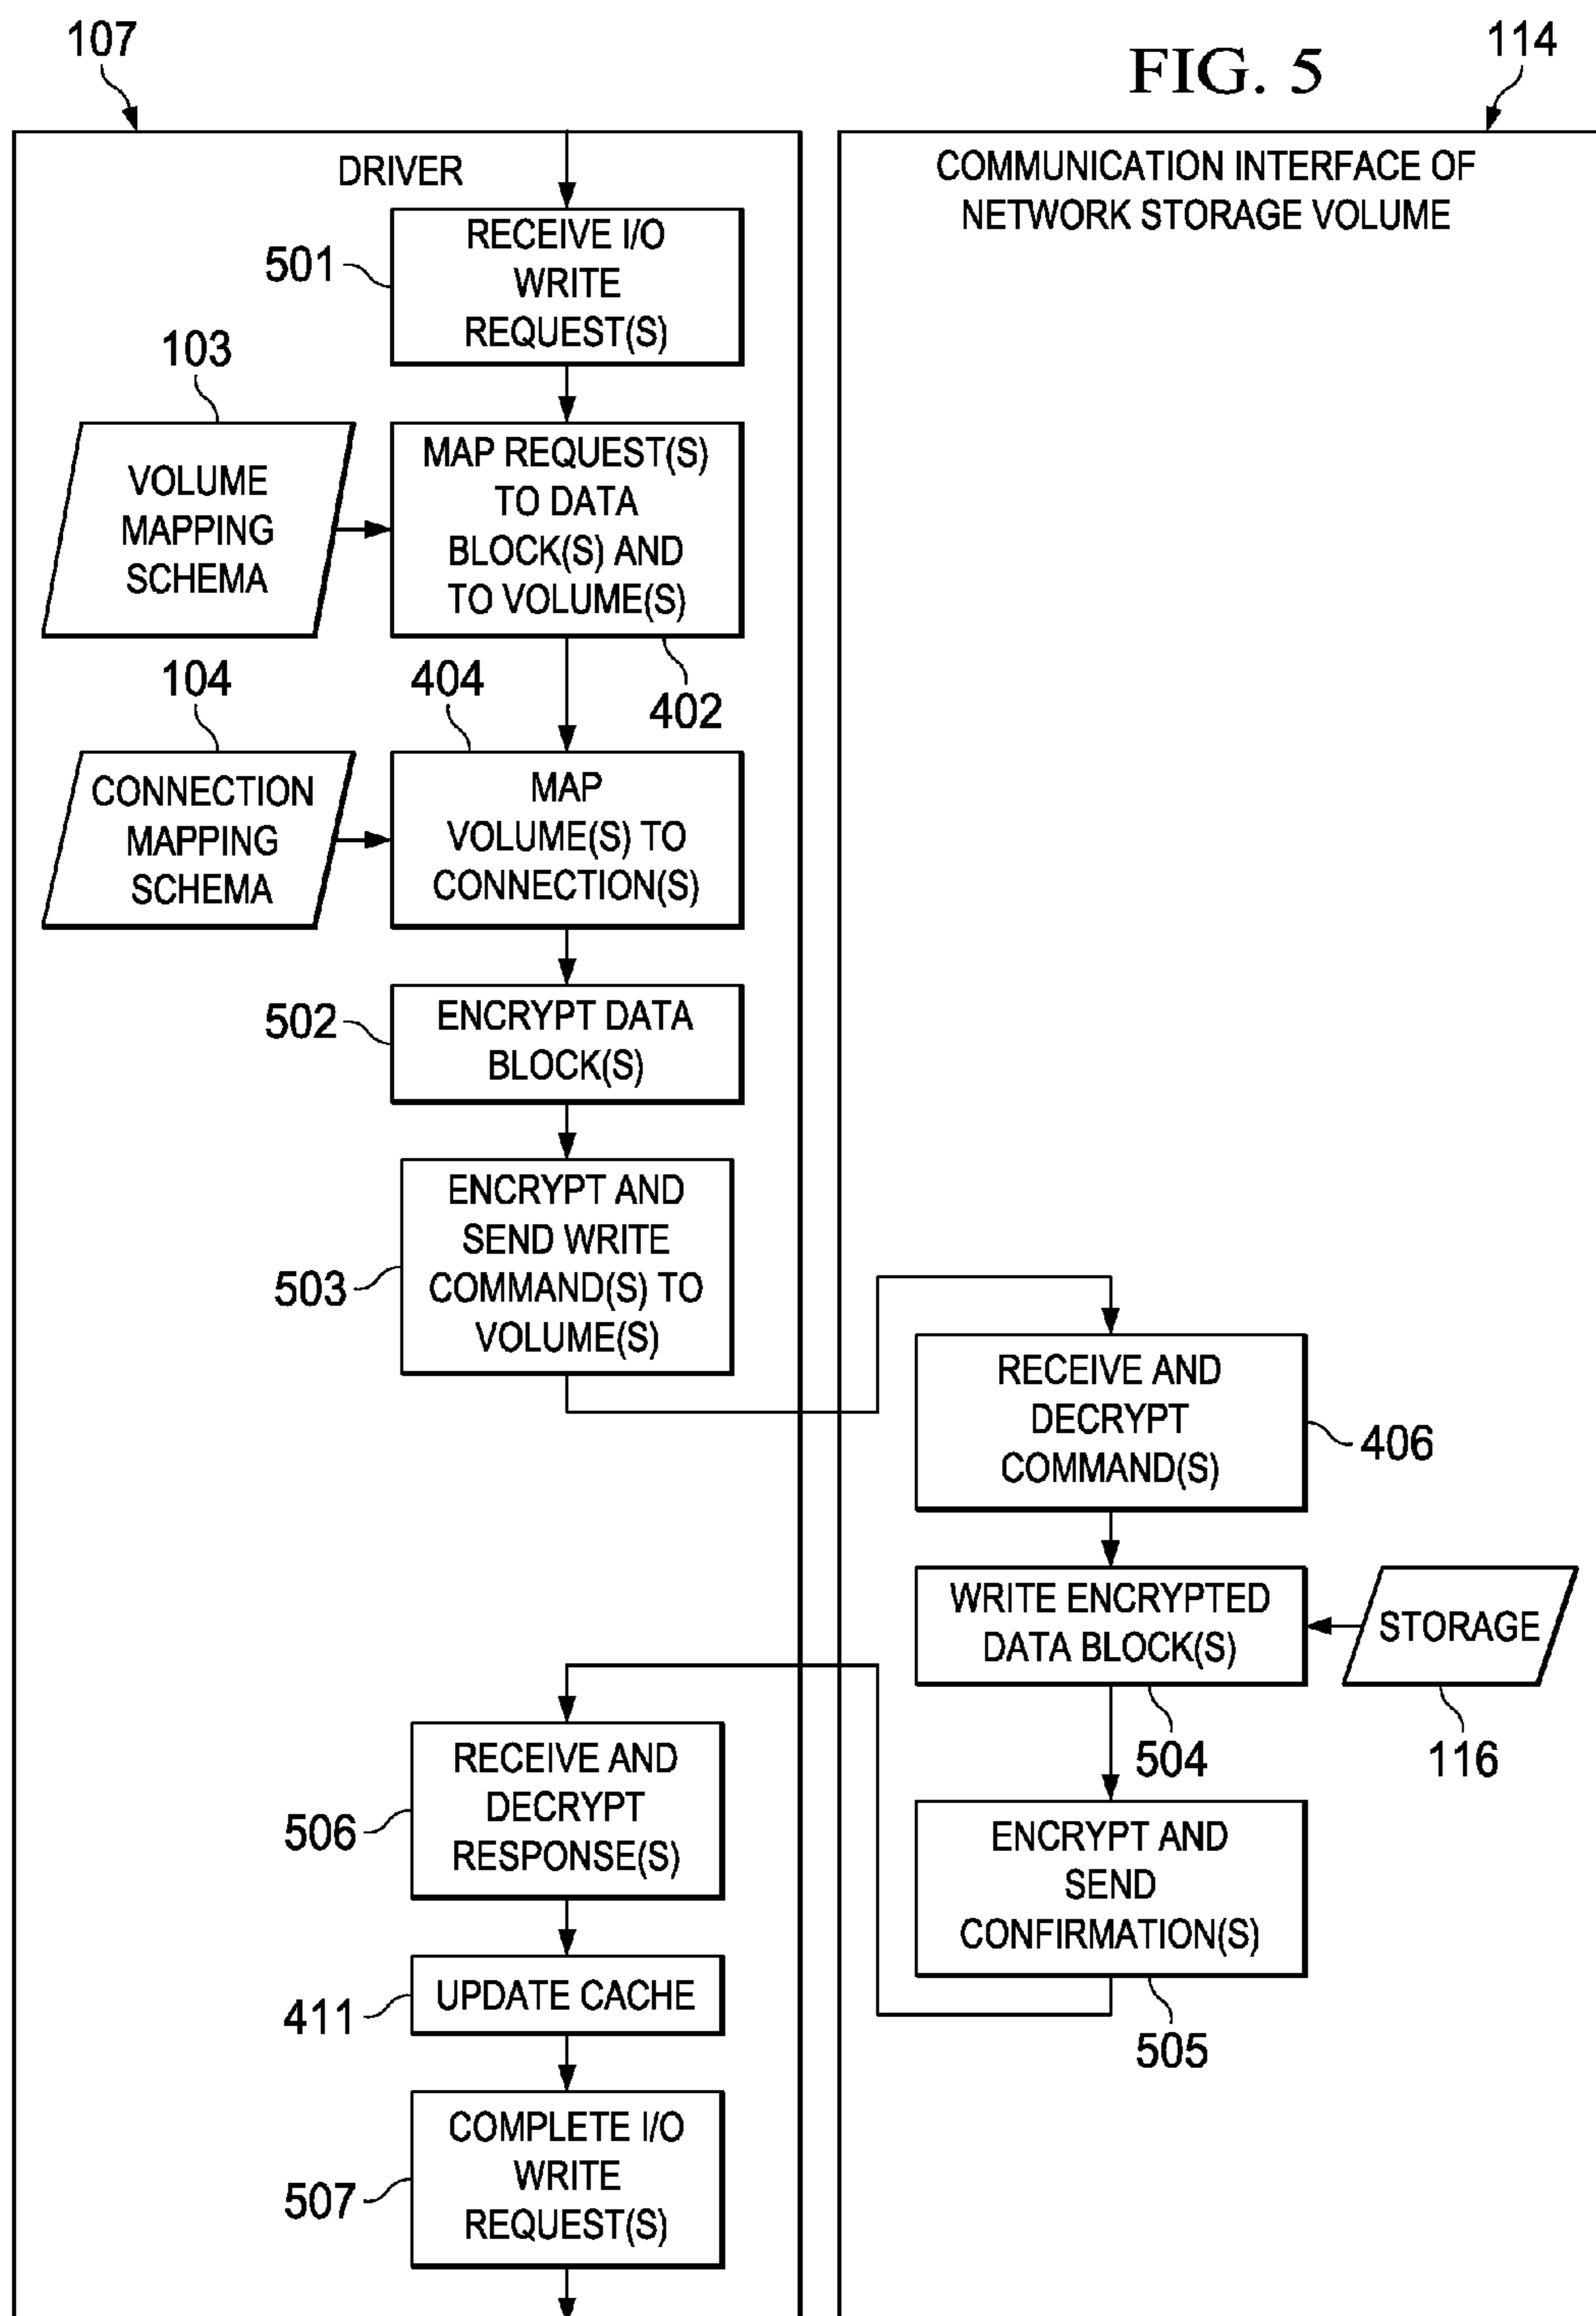 107
FIG. 5
114
DRIVER
COMMUNICATION INTERFACE OF
NETWORK STORAGE VOLUME
501
RECEIVE I/O
WRITE
REQUEST(S)
103
VOLUME
MAPPING
SCHEMA
MAP REQUEST(S)
TO DATA
BLOCK(S) AND
TO VOLUME(S)
402
104
404
CONNECTION
MAPPING
SCHEMA
MAP
VOLUME(S) TO
CONNECTION(S)
502
ENCRYPT DATA
BLOCK(S)
503
ENCRYPT AND
SEND WRITE
COMMAND(S) TO
VOLUME(S)
RECEIVE AND
DECRYPT
COMMAND(S)
406
WRITE ENCRYPTED
DATA BLOCK(S)
504
STORAGE
116
ENCRYPT AND
SEND
CONFIRMATION(S)
505
506
RECEIVE AND
DECRYPT
RESPONSE(S)
411
UPDATE CACHE
507
COMPLETE I/O
WRITE
REQUEST(S)